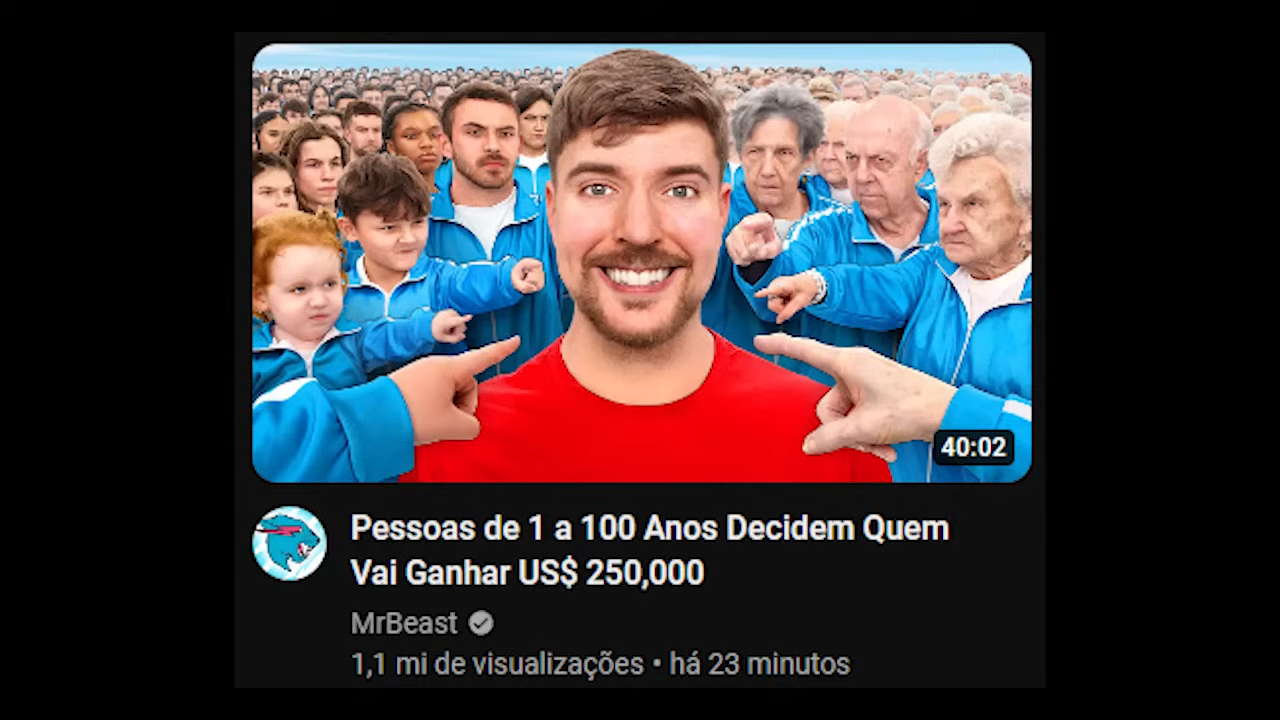 40:02
Pessoas de 1 a 100 Anos Decidem Quem
Vai Ganhar US$ 250,000
MrBeast
1,1 mi de visualizações • há 23 minutos